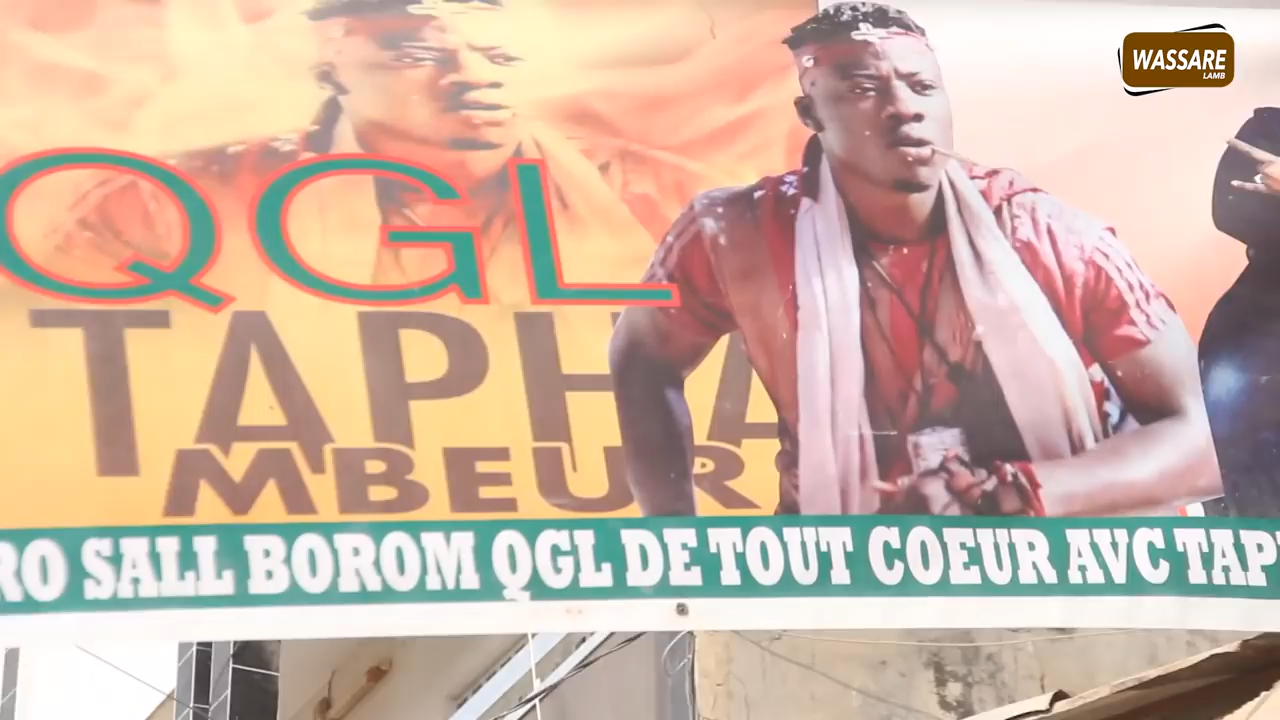 WASSARE
LAMB
QGL
TAPHA
MBEUR
RO SALL BOROM QGL DE TOUT COEUR AVC TAP